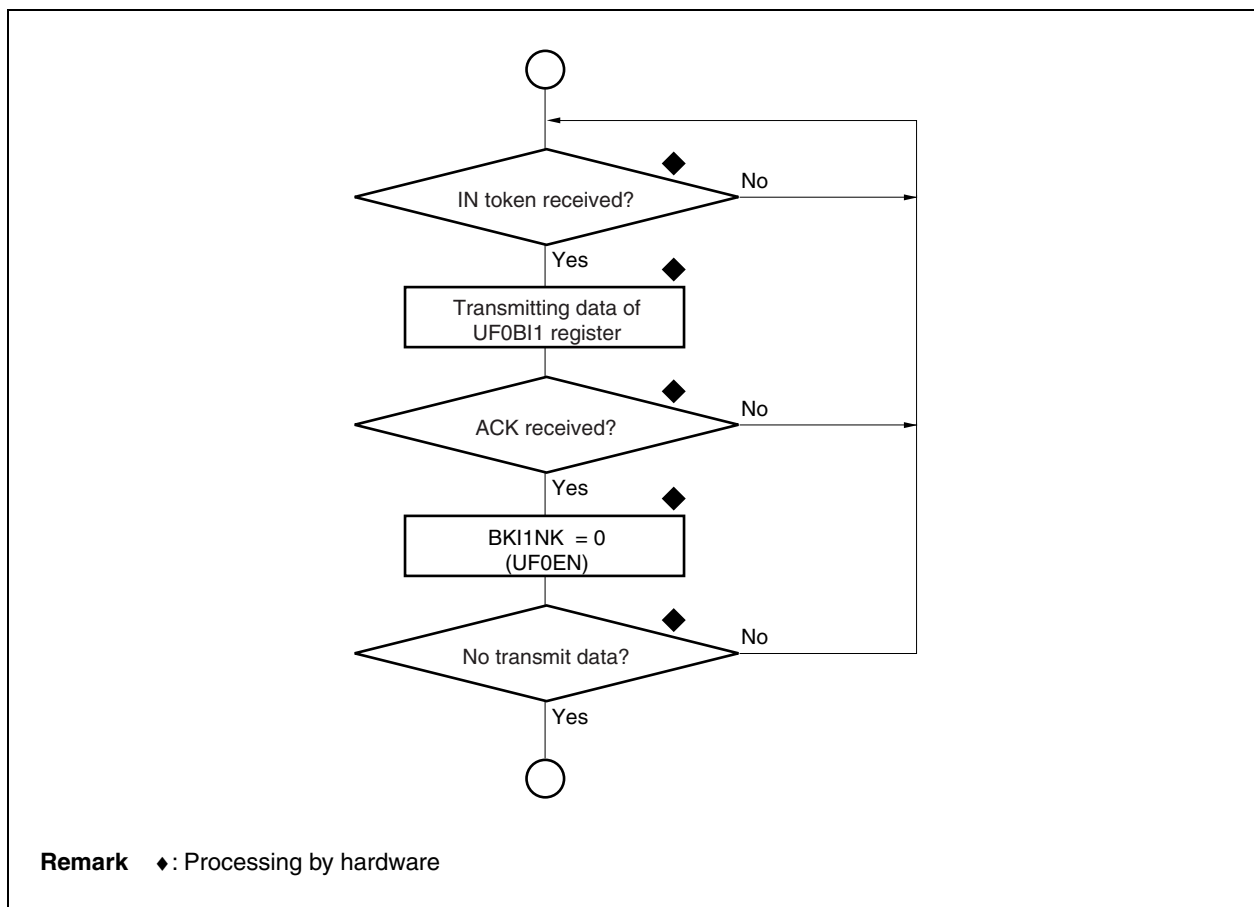 IN token received?
No
Yes
Transmitting data of
UF0BI1 register
ACK received?
No
Yes
BKI1NK = 0
(UF0EN)
No transmit data?
No
Yes
Remark ♦: Processing by hardware